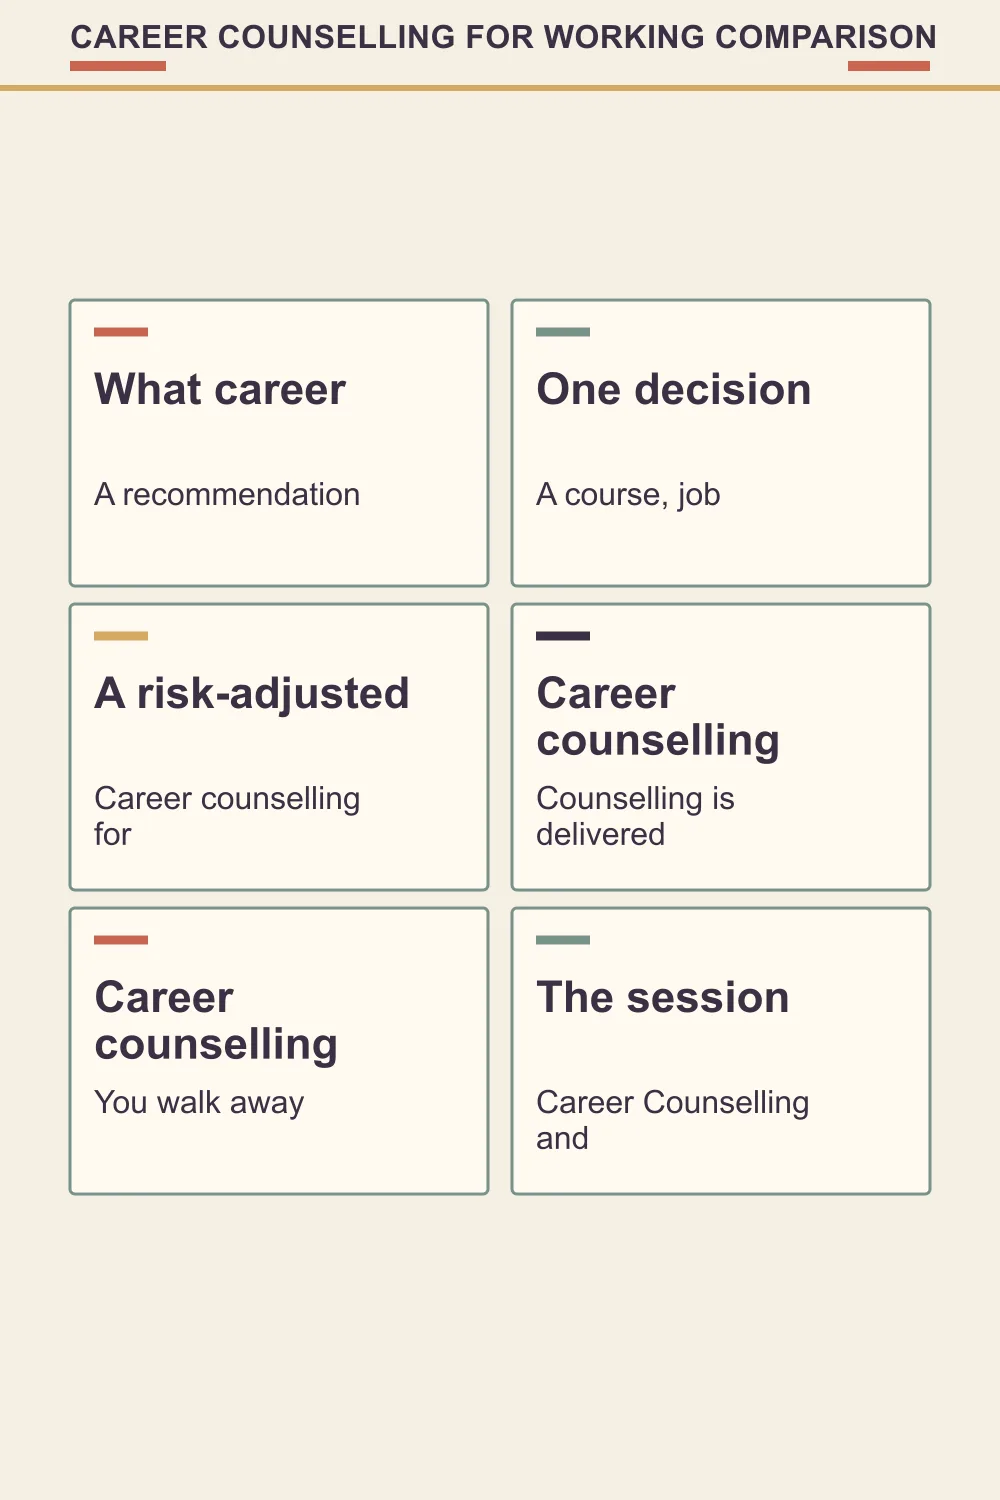 CAREER COUNSELLING FOR WORKING COMPARISON
What career
A recommendation
One decision
A course, job
A risk-adjusted
Career counselling
for
Career
counselling
Counselling is
delivered
Career
counselling
You walk away
The session
Career Counselling
and